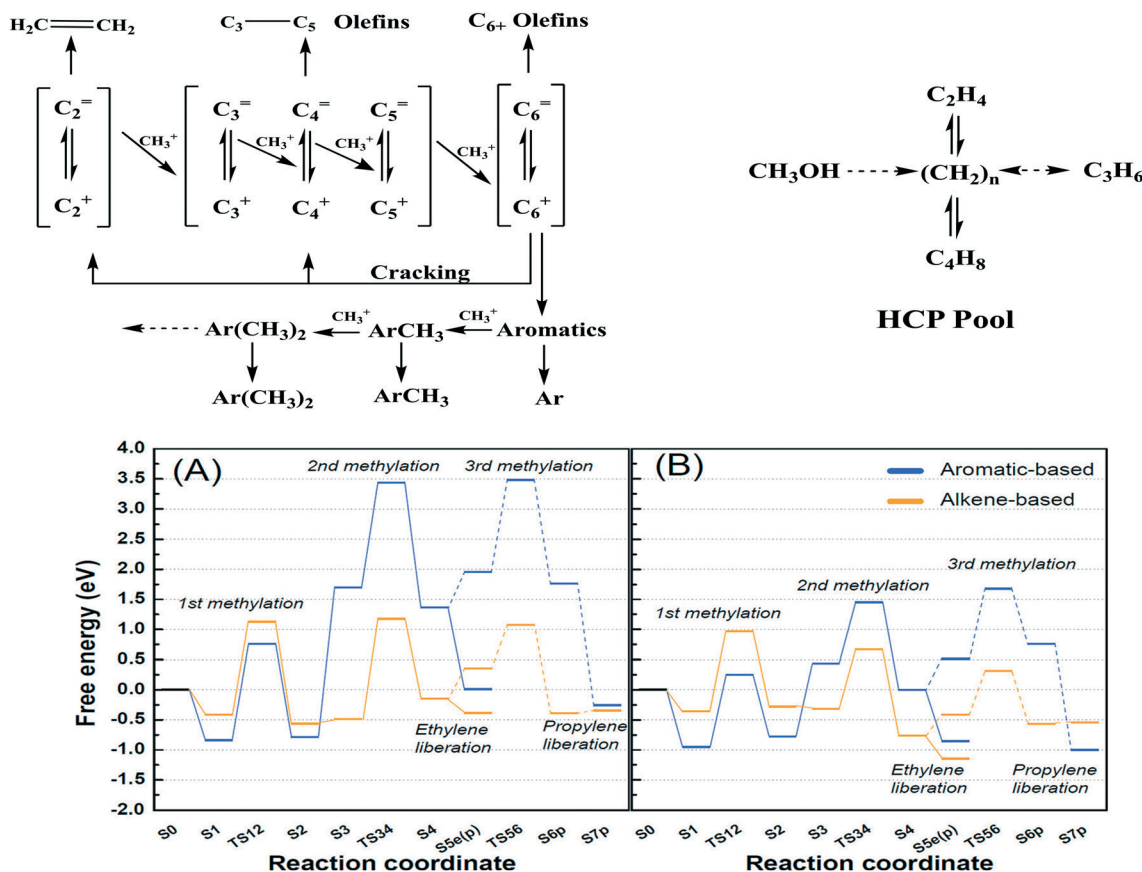 H₂C CH₂
C₃ C₅ Olefins
C₆₊ Olefins
C₂⁼
C₃⁼ C₄⁼ C₅⁼
C₆⁼
CH₃⁺
CH₃⁺
CH₃⁺
CH₃⁺
C₂⁺
C₃⁺ C₄⁺ C₅⁺
C₆⁺
Cracking
Ar(CH₃)₂ CH₃⁺ ArCH₃ CH₃⁺ Aromatics
Ar(CH₃)₂ ArCH₃ Ar
C₂H₄
CH₃OH (CH₂)ₙ C₃H₆
C₄H₈
HCP Pool
Free energy (eV)
4.0
3.5
3.0
2.5
2.0
1.5
1.0
0.5
0.0
-0.5
-1.0
-1.5
-2.0
(A)
2nd methylation
3rd methylation
1st methylation
Ethylene
liberation
Propylene
liberation
S0 S1 TS12 S2 S3 TS34 S4 S5e(p) TS56 S6p S7p
Reaction coordinate
(B)
Aromatic-based
Alkene-based
3rd methylation
2nd methylation
1st methylation
Ethylene
liberation
Propylene
liberation
S0 S1 TS12 S2 S3 TS34 S4 S5e(p) TS56 S6p S7p
Reaction coordinate